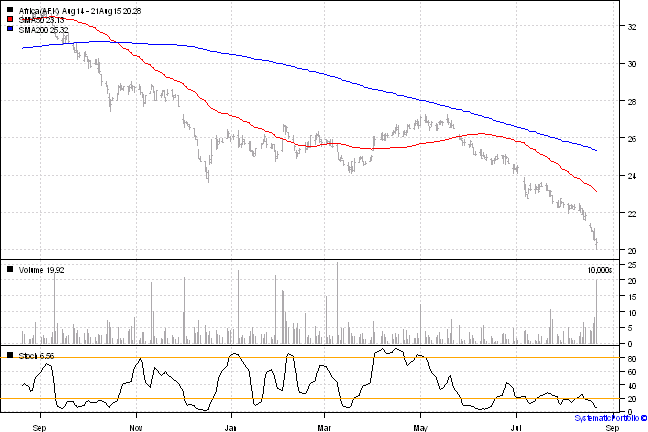 Africa(AFK) Aug14 - 21Aug15 20.28
SMA50 23.13
SMA200 25.32
32
30
28
26
24
22
20
Volume 19.92
10,000s
25
20
15
10
5
0
Stoch 6.56
80
60
40
20
0
Sep
Nov
Jan
Mar
May
Jul
Sep
SystematicPortfolio ©